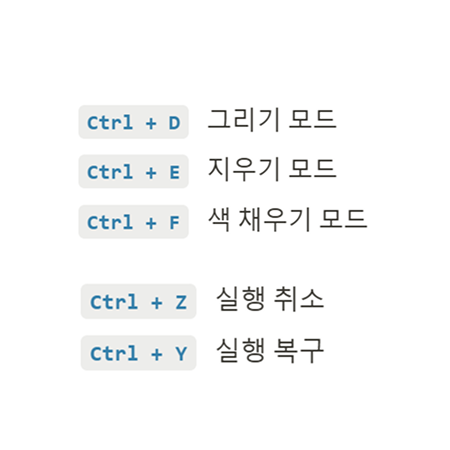 Ctrl + D 그리기 모드
Ctrl + E 지우기 모드
Ctrl + F 색 채우기 모드
Ctrl + Z 실행 취소
Ctrl + Y 실행 복구